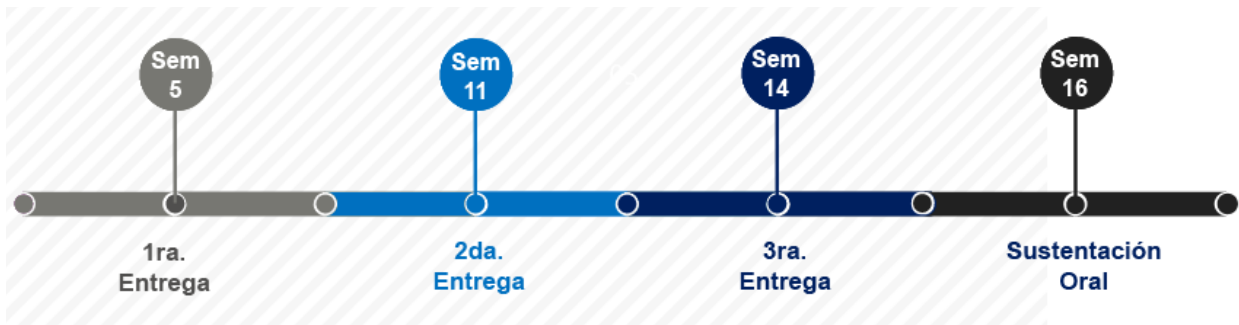 Sem
5
Sem
11
Sem
14
Sem
16
1ra.
Entrega
2da.
Entrega
3ra.
Entrega
Sustentación
Oral